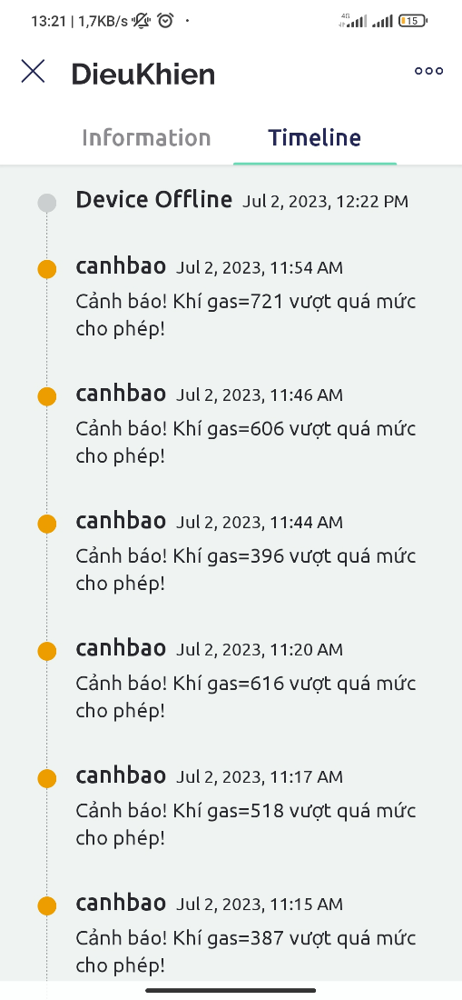 13:21 | 1,7KB/s
4G
15
DieuKhien
Information
Timeline
Device Offline Jul 2, 2023, 12:22 PM
canhbao Jul 2, 2023, 11:54 AM
Cảnh báo! Khí gas=721 vượt quá mức
cho phép!
canhbao Jul 2, 2023, 11:46 AM
Cảnh báo! Khí gas=606 vượt quá mức
cho phép!
canhbao Jul 2, 2023, 11:44 AM
Cảnh báo! Khí gas=396 vượt quá mức
cho phép!
canhbao Jul 2, 2023, 11:20 AM
Cảnh báo! Khí gas=616 vượt quá mức
cho phép!
canhbao Jul 2, 2023, 11:17 AM
Cảnh báo! Khí gas=518 vượt quá mức
cho phép!
canhbao Jul 2, 2023, 11:15 AM
Cảnh báo! Khí gas=387 vượt quá mức
cho phép!